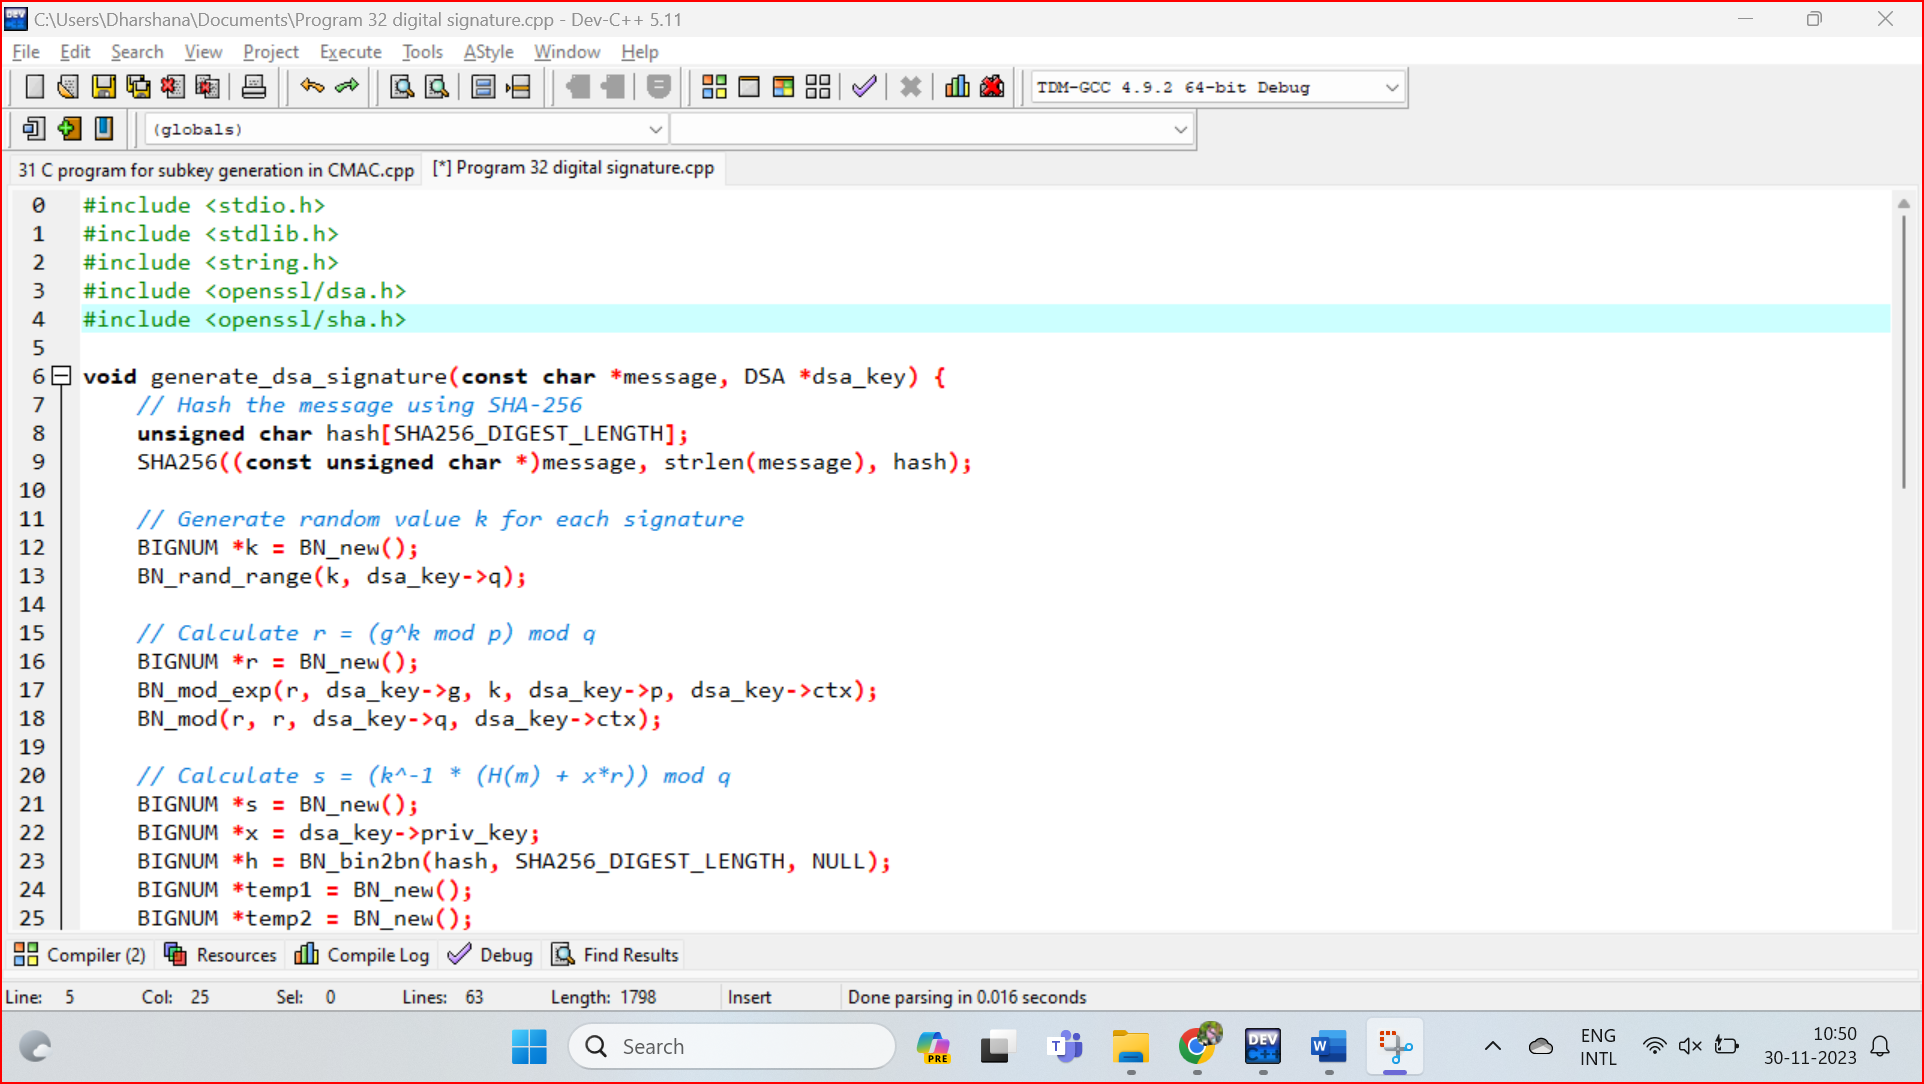 C:\Users\Dharshana\Documents\Program 32 digital signature.cpp - Dev-C++ 5.11
File Edit Search View Project Execute Tools AStyle Window Help
TDM-GCC 4.9.2 64-bit Debug
(globals)
31 C program for subkey generation in CMAC.cpp [*] Program 32 digital signature.cpp
0 #include <stdio.h>
1 #include <stdlib.h>
2 #include <string.h>
3 #include <openssl/dsa.h>
4 #include <openssl/sha.h>
5
6 void generate_dsa_signature(const char *message, DSA *dsa_key) {
7 // Hash the message using SHA-256
8 unsigned char hash[SHA256_DIGEST_LENGTH];
9 SHA256((const unsigned char *)message, strlen(message), hash);
10
11 // Generate random value k for each signature
12 BIGNUM *k = BN_new();
13 BN_rand_range(k, dsa_key->q);
14
15 // Calculate r = (g^k mod p) mod q
16 BIGNUM *r = BN_new();
17 BN_mod_exp(r, dsa_key->g, k, dsa_key->p, dsa_key->ctx);
18 BN_mod(r, r, dsa_key->q, dsa_key->ctx);
19
20 // Calculate s = (k^-1 * (H(m) + x*r)) mod q
21 BIGNUM *s = BN_new();
22 BIGNUM *x = dsa_key->priv_key;
23 BIGNUM *h = BN_bin2bn(hash, SHA256_DIGEST_LENGTH, NULL);
24 BIGNUM *temp1 = BN_new();
25 BIGNUM *temp2 = BN_new();
Compiler (2) Resources Compile Log Debug Find Results
Line: 5 Col: 25 Sel: 0 Lines: 63 Length: 1798 Insert Done parsing in 0.016 seconds
Search PRE T DEV C++ W ENG INTL 10:50 30-11-2023